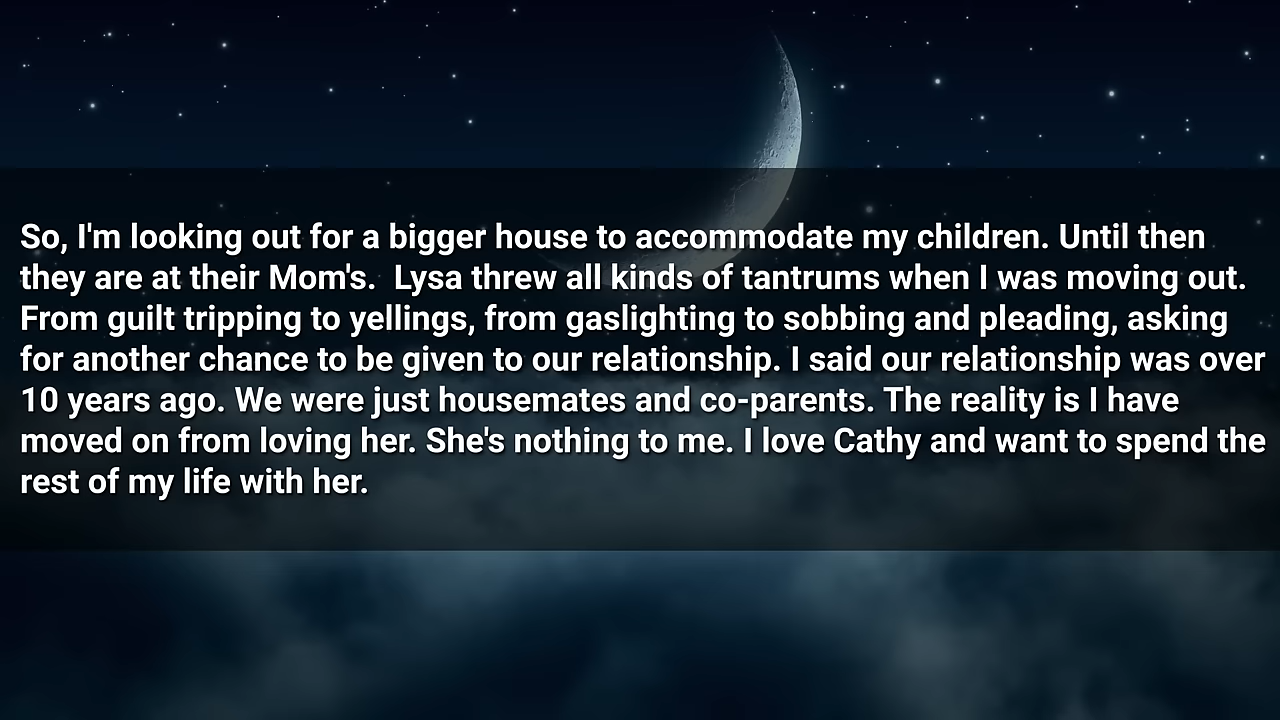 So, I'm looking out for a bigger house to accommodate my children. Until then
they are at their Mom's.  Lysa threw all kinds of tantrums when I was moving out.
From guilt tripping to yellings, from gaslighting to sobbing and pleading, asking
for another chance to be given to our relationship. I said our relationship was over
10 years ago. We were just housemates and co-parents. The reality is I have
moved on from loving her. She's nothing to me. I love Cathy and want to spend the
rest of my life with her.